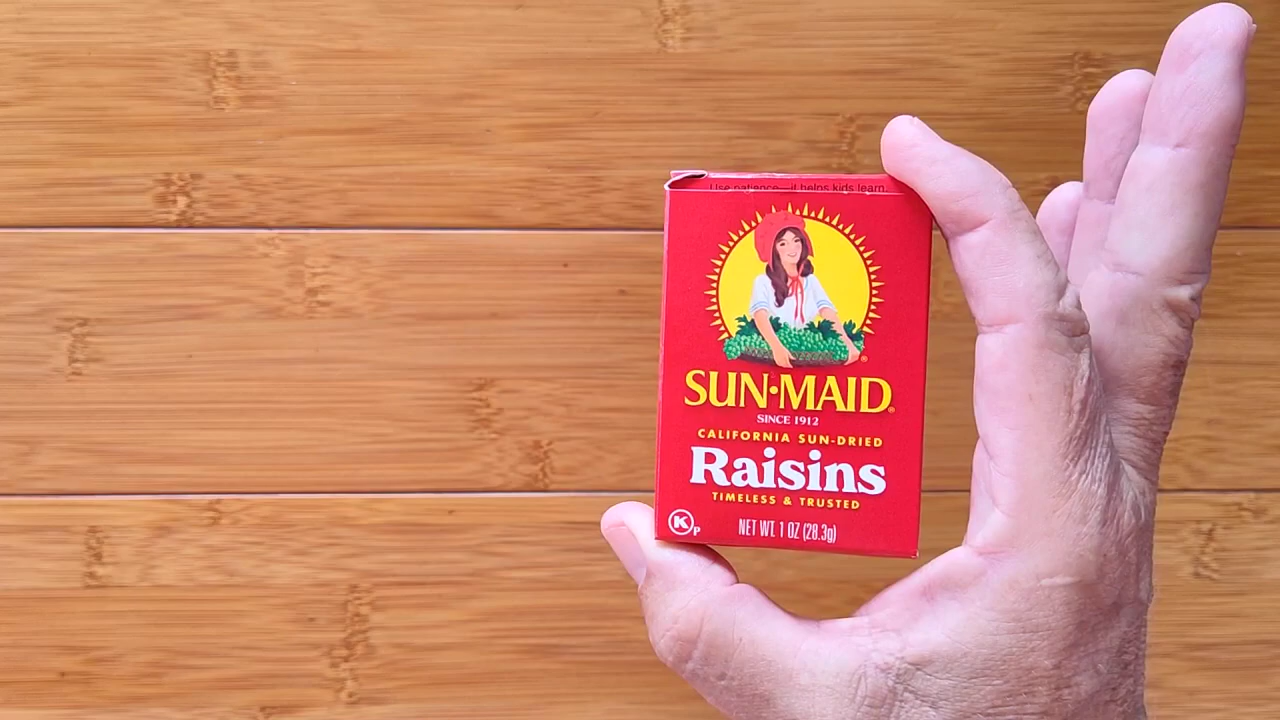 Use patience—it helps kids learn.
SUN•MAID®
SINCE 1912
CALIFORNIA SUN-DRIED
Raisins
TIMELESS & TRUSTED
K P
NET WT. 1 OZ (28.3g)